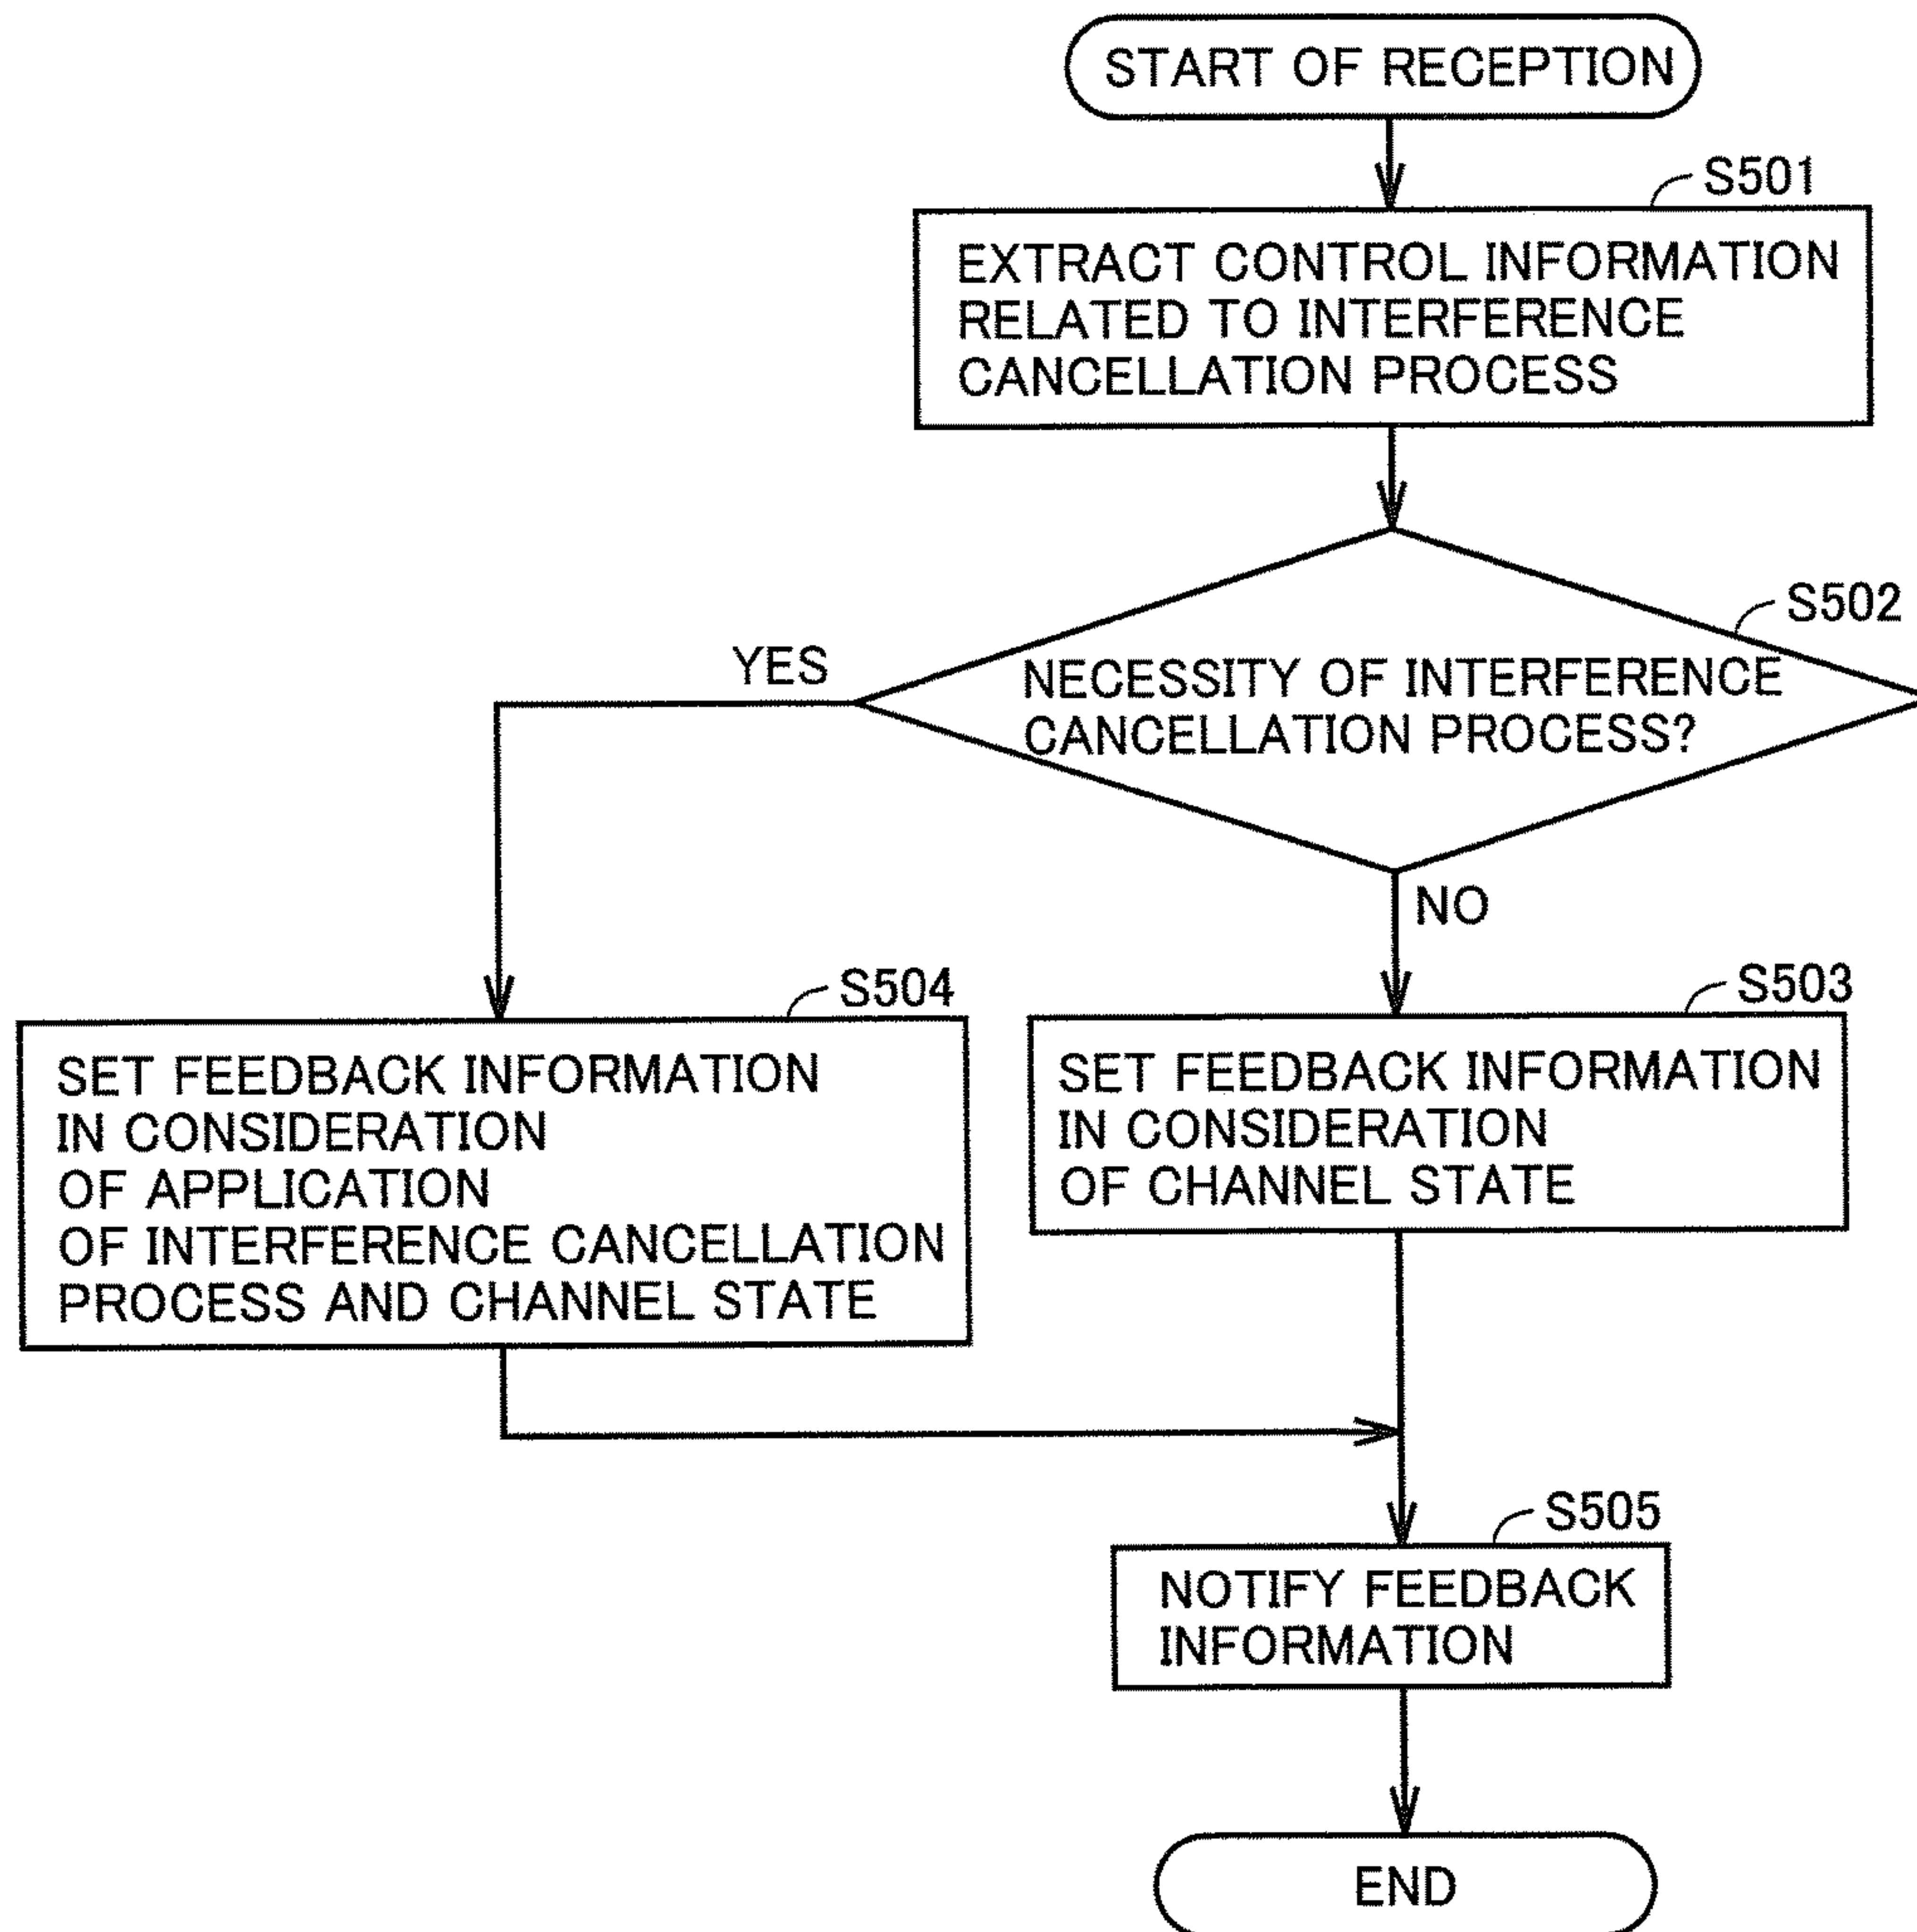 START OF RECEPTION
S501
EXTRACT CONTROL INFORMATION
RELATED TO INTERFERENCE
CANCELLATION PROCESS
S502
YES
NECESSITY OF INTERFERENCE
CANCELLATION PROCESS?
NO
S504
SET FEEDBACK INFORMATION
IN CONSIDERATION
OF APPLICATION
OF INTERFERENCE CANCELLATION
PROCESS AND CHANNEL STATE
S503
SET FEEDBACK INFORMATION
IN CONSIDERATION
OF CHANNEL STATE
S505
NOTIFY FEEDBACK
INFORMATION
END